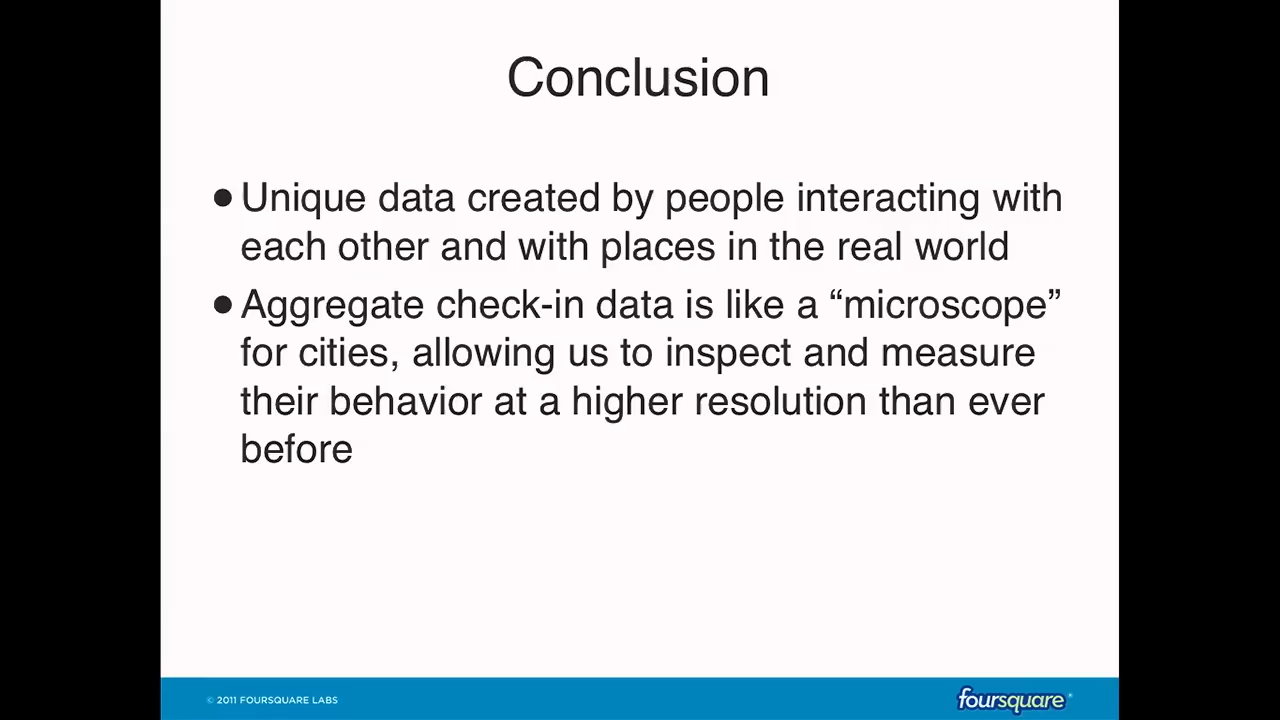 Conclusion
●Unique data created by people interacting with
each other and with places in the real world
●Aggregate check-in data is like a “microscope”
for cities, allowing us to inspect and measure
their behavior at a higher resolution than ever
before
© 2011 FOURSQUARE LABS
foursquare